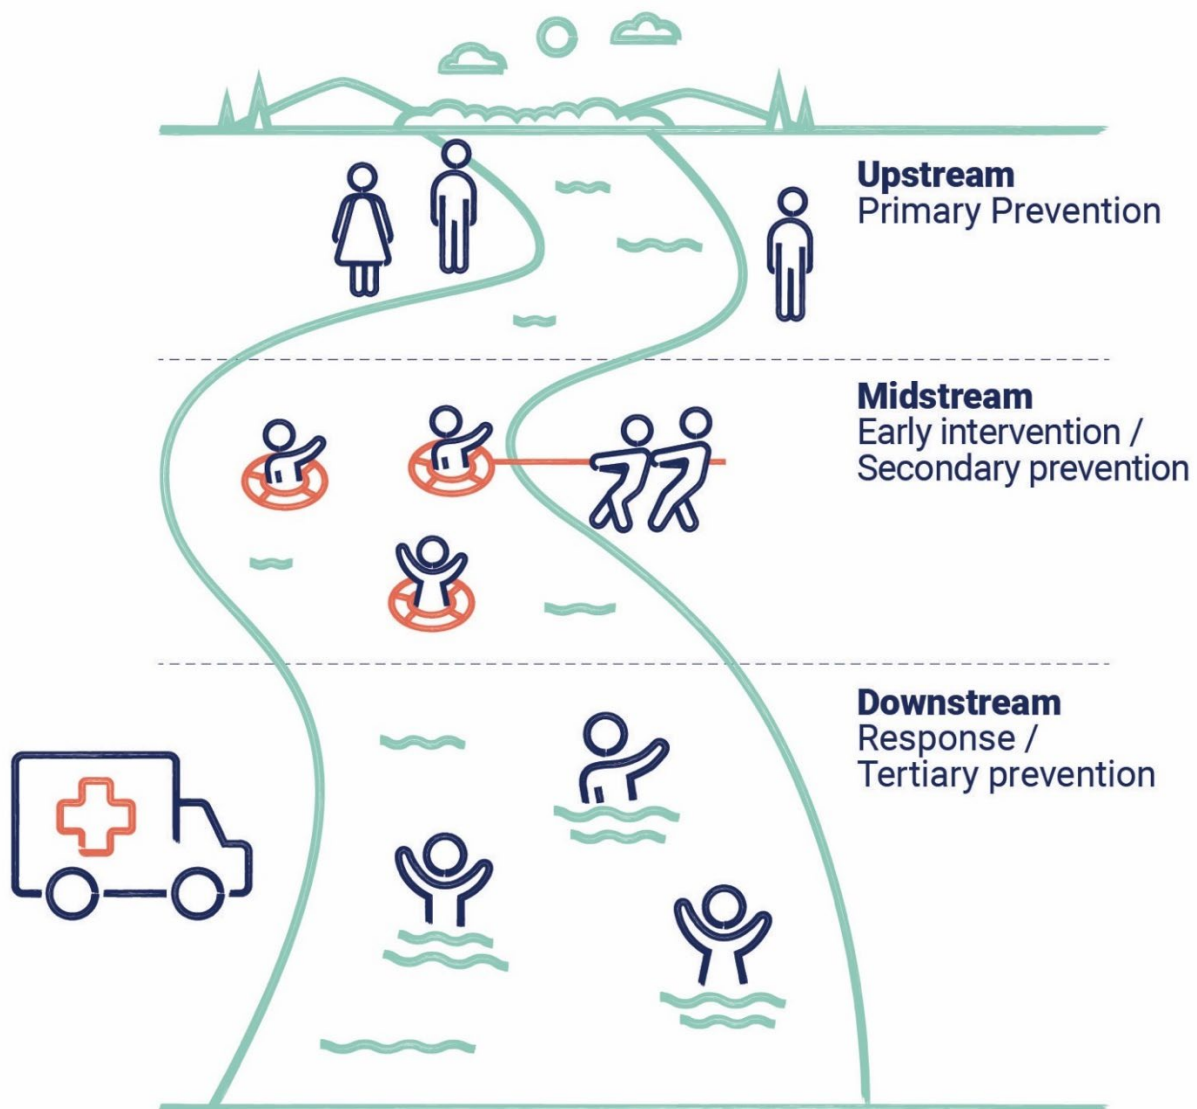 Upstream
Primary Prevention
Midstream
Early intervention /
Secondary prevention
Downstream
Response /
Tertiary prevention